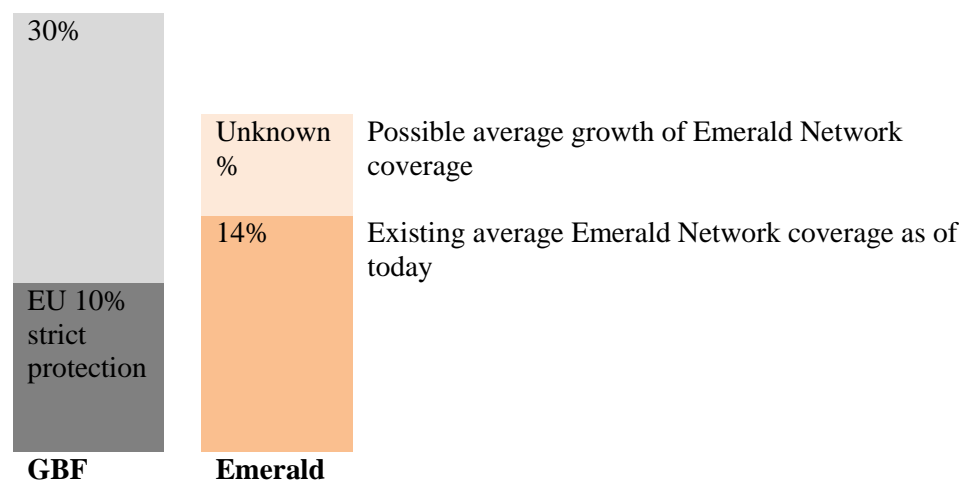 30%
Unknown
%
Possible average growth of Emerald Network
coverage
14%
Existing average Emerald Network coverage as of
today
EU 10%
strict
protection
GBF
Emerald